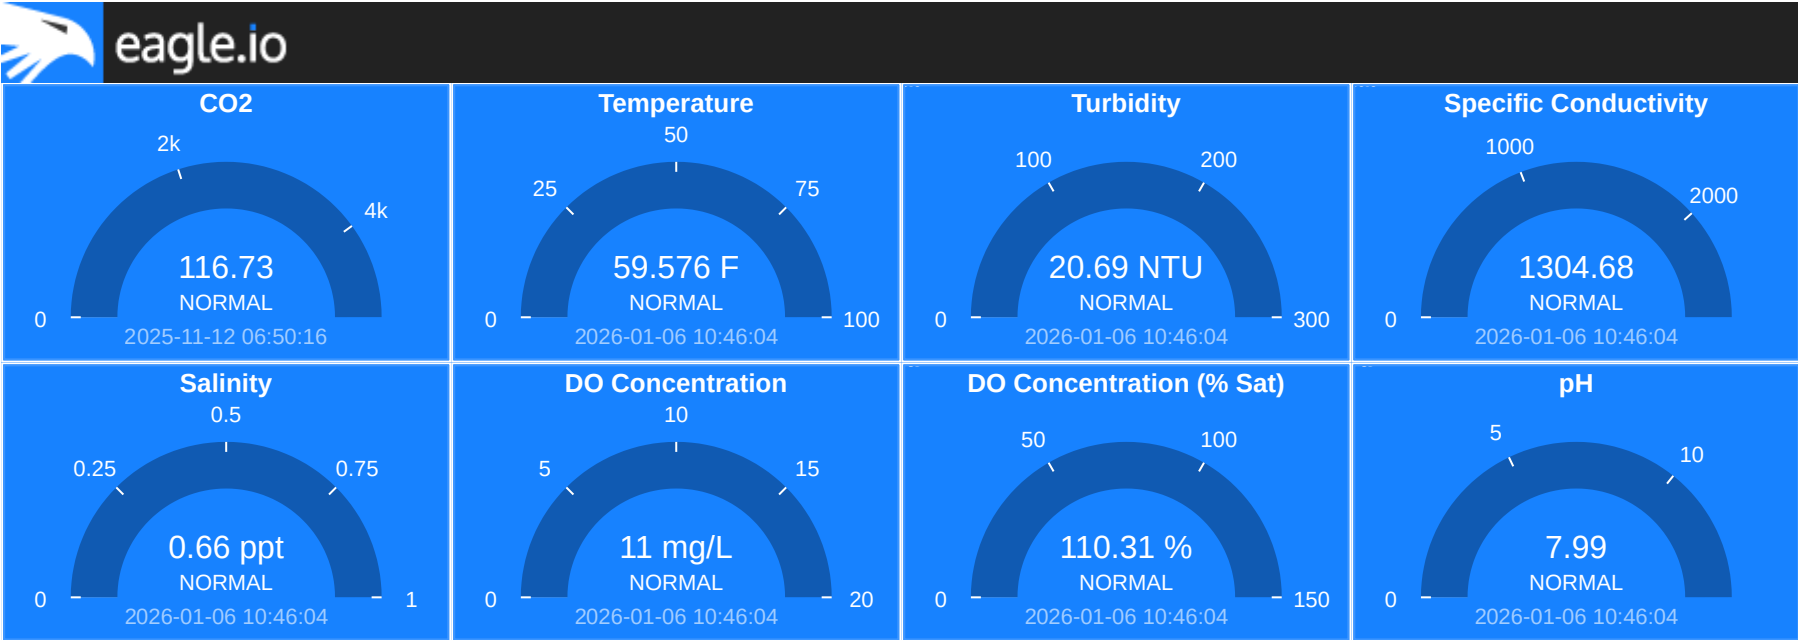 eagle.io
CO2
2k
4k
116.73
NORMAL
0
2025-11-12 06:50:16
Temperature
50
25
75
59.576 F
NORMAL
0
100
2026-01-06 10:46:04
Turbidity
100
200
20.69 NTU
NORMAL
0
300
2026-01-06 10:46:04
Specific Conductivity
1000
2000
1304.68
NORMAL
0
2026-01-06 10:46:04
Salinity
0.5
0.25
0.75
0.66 ppt
NORMAL
0
1
2026-01-06 10:46:04
DO Concentration
10
5
15
11 mg/L
NORMAL
0
20
2026-01-06 10:46:04
DO Concentration (% Sat)
50
100
110.31 %
NORMAL
0
150
2026-01-06 10:46:04
pH
5
10
7.99
NORMAL
0
2026-01-06 10:46:04